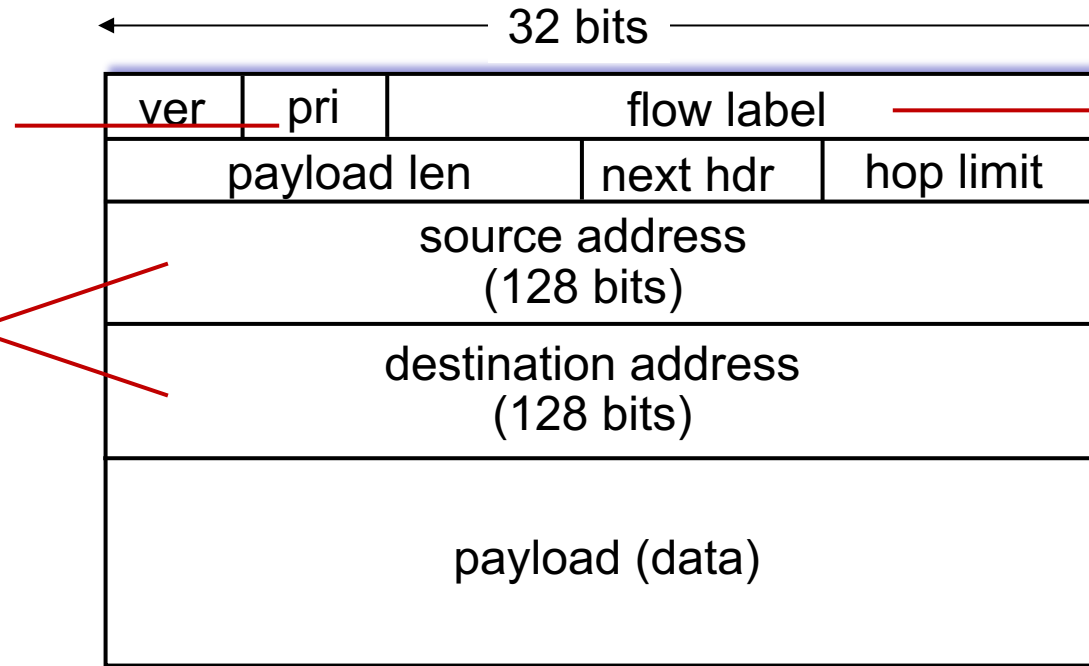 32 bits
ver pri flow label
payload len next hdr hop limit
source address
(128 bits)
destination address
(128 bits)
payload (data)